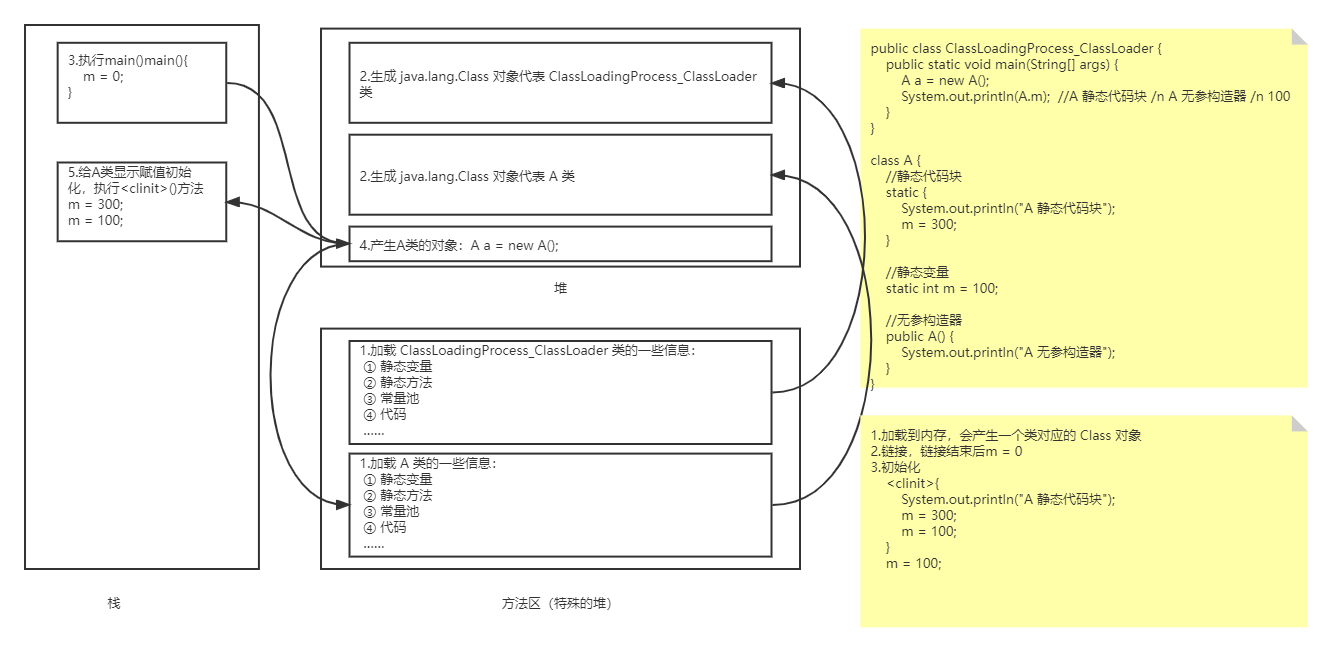 3.执行main()main(){
m = 0;
}
5.给A类显示赋值初始
化，执行<clinit>()方法
m = 300;
m = 100;
栈
2.生成 java.lang.Class 对象代表 ClassLoadingProcess_ClassLoader
类
2.生成 java.lang.Class 对象代表 A 类
4.产生A类的对象：A a = new A();
堆
1.加载 ClassLoadingProcess_ClassLoader 类的一些信息：
① 静态变量
② 静态方法
③ 常量池
④ 代码
......
1.加载 A 类的一些信息：
① 静态变量
② 静态方法
③ 常量池
④ 代码
......
方法区（特殊的堆）
public class ClassLoadingProcess_ClassLoader {
public static void main(String[] args) {
A a = new A();
System.out.println(A.m);  //A 静态代码块 /n A 无参构造器 /n 100
}
}
class A {
//静态代码块
static {
System.out.println("A 静态代码块");
m = 300;
}
//静态变量
static int m = 100;
//无参构造器
public A() {
System.out.println("A 无参构造器");
}
}
1.加载到内存，会产生一个类对应的 Class 对象
2.链接，链接结束后m = 0
3.初始化
<clinit>{
System.out.println("A 静态代码块");
m = 300;
m = 100;
}
m = 100;